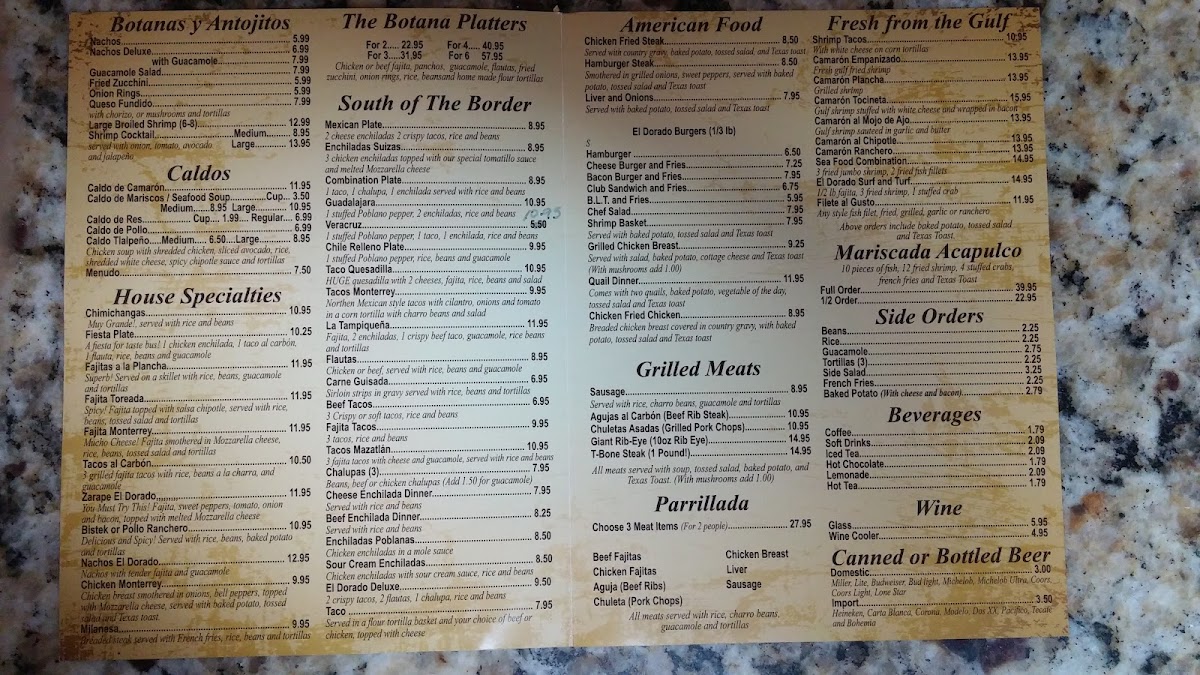 Botanas y Antojitos
Nachos 5.99
Nachos Deluxe 6.99
with Guacamole 7.99
Guacamole Salad 7.99
Fried Zucchini 5.99
Onion Rings 5.99
Queso Fundido 7.99
with chorizo, or mushrooms and tortillas
Large Broiled Shrimp (6-8) 12.99
Shrimp Cocktail Medium 8.95
served with onion, tomato, avocado Large 13.95
and jalapeño
Caldos
Caldo de Camarón 11.95
Caldo de Mariscos / Seafood Soup Cup... 3.50
Medium 8.95 Large 10.95
Caldo de Res Cup... 1.99 Regular.... 6.99
Caldo de Pollo 6.99
Caldo Tlalpeño Medium..... 6.50 Large 8.95
Chicken soup with shredded chicken, sliced avocado, rice,
shredded white cheese, spicy chipotle sauce and tortillas
Menudo 7.50
House Specialties
Chimichangas 10.95
Muy Grande!, served with rice and beans
Fiesta Plate 10.25
A fiesta for taste bus! 1 chicken enchilada, 1 taco al carbón,
1 flauta, rice, beans and guacamole
Fajitas a la Plancha 11.95
Superb! Served on a skillet with rice, beans, guacamole
and tortillas
Fajita Toreada 11.95
Spicy! Fajita topped with salsa chipotle, served with rice,
beans, tossed salad and tortillas
Fajita Monterrey 11.95
Mucho Cheese! Fajita smothered in Mozzarella cheese,
rice, beans, tossed salad and tortillas
Tacos al Carbón 10.50
3 grilled fajita tacos with rice, beans a la charra, and
guacamole
Zarape El Dorado 11.95
You Must Try This! Fajita, sweet peppers, tomato, onion
and bacon, topped with melted Mozzarella cheese
Bistek or Pollo Ranchero 10.95
Delicious and Spicy! Served with rice, beans, baked potato
and tortillas
Nachos El Dorado 12.95
Nachos with tender fajita and guacamole
Chicken Monterrey 9.95
Chicken breast smothered in onions, bell peppers, topped
with Mozzarella cheese, served with baked potato, tossed
salad and Texas toast
Milanesa 9.95
Breaded steak served with French fries, rice, beans and tortillas
The Botana Platters
For 2..... 22.95 For 4..... 40.95
For 3.....31.95 For 6 57.95
Chicken or beef fajita, panchos, guacamole, flautas, fried
zucchini, onion rings, rice, beansand home made flour tortillas
South of The Border
Mexican Plate 8.95
2 cheese enchiladas 2 crispy tacos, rice and beans
Enchiladas Suizas 8.95
3 chicken enchiladas topped with our special tomatillo sauce
and melted Mozzarella cheese
Combination Plate 8.95
1 taco, 1 chalupa, 1 enchilada served with rice and beans
Guadalajara 10.95
1 stuffed Poblano pepper, 2 enchiladas, rice and beans 10.95
Veracruz 8.50
1 stuffed Poblano pepper, 1 taco, 1 enchilada, rice and beans
Chile Relleno Plate 9.95
1 stuffed Poblano pepper, rice, beans and guacamole
Taco Quesadilla 10.95
HUGE quesadilla with 2 cheeses, fajita, rice, beans and salad
Tacos Monterrey 9.95
Northen Mexican style tacos with cilantro, onions and tomato
in a corn tortilla with charro beans and salad
La Tampiqueña 11.95
Fajita, 2 enchiladas, 1 crispy beef taco, guacamole, rice beans
and tortillas
Flautas 8.95
Chicken or beef, served with rice, beans and guacamole
Carne Guisada 6.95
Sirloin strips in gravy served with rice, beans and tortillas
Beef Tacos 6.95
3 Crispy or soft tacos, rice and beans
Fajita Tacos 9.95
3 tacos, rice and beans
Tacos Mazatlán 10.95
3 fajita tacos with cheese and guacamole, served with rice and beans
Chalupas (3) 7.95
Beans, beef or chicken chalupas (Add 1.50 for guacamole)
Cheese Enchilada Dinner 7.95
Served with rice and beans
Beef Enchilada Dinner 8.25
Served with rice and beans
Enchiladas Poblanas 8.50
Chicken enchiladas in a mole sauce
Sour Cream Enchiladas 8.50
Chicken enchiladas with sour cream sauce, rice and beans
El Dorado Deluxe 9.50
2 crispy tacos, 2 flautas, 1 chalupa, rice and beans
Taco 7.95
Served in a flour tortilla basket and your choice of beef or
chicken, topped with cheese
American Food
Chicken Fried Steak 8.50
Served with country gravy, baked potato, tossed salad, and Texas toast
Hamburger Steak 8.50
Smothered in grilled onions, sweet peppers, served with baked
potato, tossed salad and Texas toast
Liver and Onions 7.95
Served with baked potato, tossed salad and Texas toast
El Dorado Burgers (1/3 lb)
S
Hamburger 6.50
Cheese Burger and Fries 7.25
Bacon Burger and Fries 7.95
Club Sandwich and Fries 6.75
B.L.T. and Fries 5.95
Chef Salad 7.95
Shrimp Basket 7.95
Served with baked potato, tossed salad and Texas toast
Grilled Chicken Breast 9.25
Served with salad, baked potato, cottage cheese and Texas toast
(With mushrooms add 1.00)
Quail Dinner 11.95
Comes with two quails, baked potato, vegetable of the day,
tossed salad and Texas toast
Chicken Fried Chicken 8.95
Breaded chicken breast covered in country gravy, with baked
potato, tossed salad and Texas toast
Grilled Meats
Sausage 8.95
Served with rice, charro beans, guacamole and tortillas
Agujas al Carbón (Beef Rib Steak) 10.95
Chuletas Asadas (Grilled Pork Chops) 10.95
Giant Rib-Eye (10oz Rib Eye) 14.95
T-Bone Steak (1 Pound!) 14.95
All meats served with soup, tossed salad, baked potato, and
Texas Toast. (With mushrooms add 1.00)
Parrillada
Choose 3 Meat Items (For 2 people) 27.95
Beef Fajitas Chicken Breast
Chicken Fajitas Liver
Aguja (Beef Ribs) Sausage
Chuleta (Pork Chops)
All meats served with rice, charro beans,
guacamole and tortillas
Fresh from the Gulf
Shrimp Tacos 10.95
With white cheese on corn tortillas
Camarón Empanizado 13.95
Fresh gulf fried shrimp
Camarón Plancha 13.95
Grilled shrimp
Camarón Tocineta 15.95
Gulf shrimp stuffed with white cheese and wrapped in bacon
Camarón al Mojo de Ajo 13.95
Gulf shrimp sauteed in garlic and butter
Camarón al Chipotle 13.95
Camarón Ranchero 13.95
Sea Food Combination 14.95
3 fried jumbo shrimp, 2 fried fish fillets
El Dorado Surf and Turf 14.95
1/2 lb fajita, 3 fried shrimp, 1 stuffed crab
Filete al Gusto 11.95
Any style fish filet, fried, grilled, garlic or ranchero
Above orders include baked potato, tossed salad
and Texas Toast.
Mariscada Acapulco
10 pieces of fish, 12 fried shrimp, 4 stuffed crabs,
french fries and Texas Toast
Full Order 39.95
1/2 Order 22.95
Side Orders
Beans 2.25
Rice 2.25
Guacamole 2.75
Tortillas (3) 1.25
Side Salad 3.25
French Fries 2.25
Baked Potato (With cheese and bacon) 2.79
Beverages
Coffee 1.79
Soft Drinks 2.09
Iced Tea 2.09
Hot Chocolate 1.79
Lemonade 2.09
Hot Tea 1.79
Wine
Glass 5.95
Wine Cooler 4.95
Canned or Bottled Beer
Domestic 3.00
Miller, Lite, Budweiser, Bud light, Michelob, Michelob Ultra, Coors,
Coors Light, Lone Star
Import 3.50
Heineken, Carta Blanca, Corona, Modelo, Dos XX, Pacifico, Tecate
and Bohemia